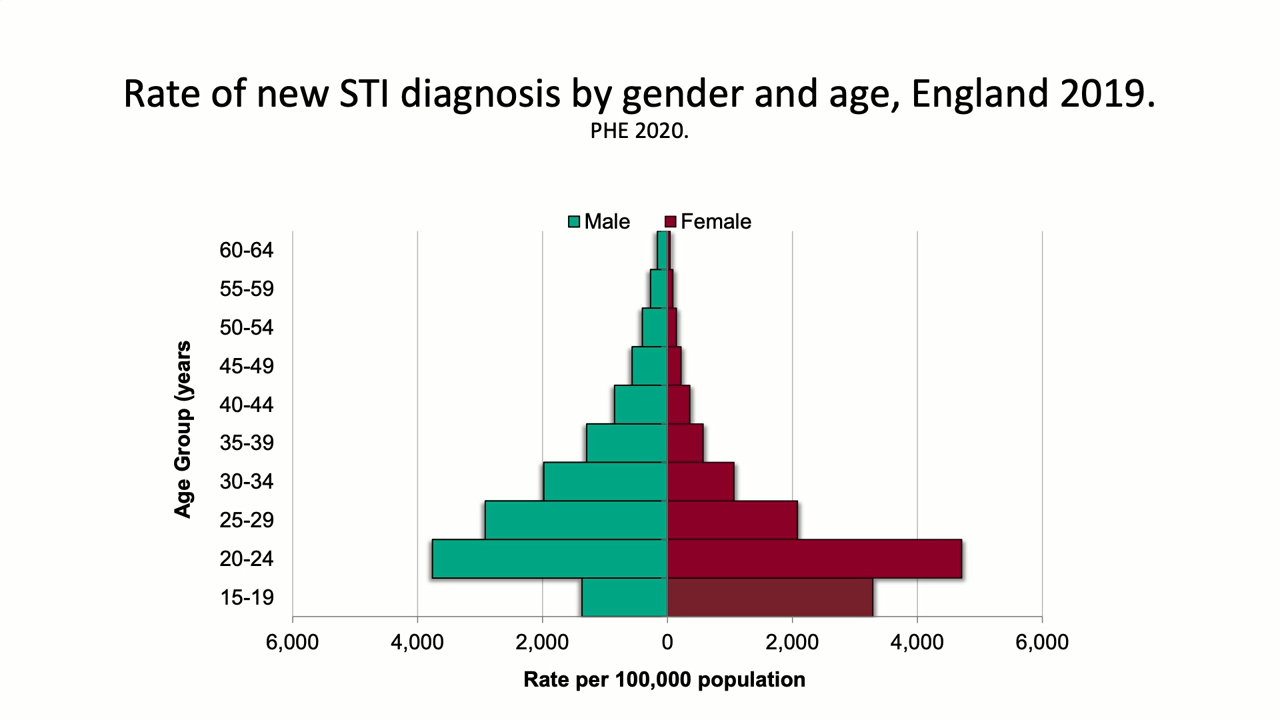 Rate of new STI diagnosis by gender and age, England 2019.
PHE 2020.
Male Female
Age Group (years
60-64
55-59
50-54
45-49
40-44
35-39
30-34
25-29
20-24
15-19
6,000 4,000 2,000 0 2,000 4,000 6,000
Rate per 100,000 population